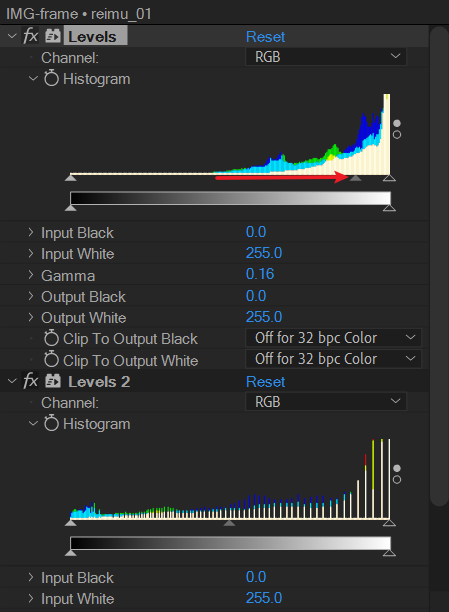 IMG-frame • reimu_01
fx Levels Reset
Channel: RGB
Histogram
Input Black 0.0
Input White 255.0
Gamma 0.16
Output Black 0.0
Output White 255.0
Clip To Output Black Off for 32 bpc Color
Clip To Output White Off for 32 bpc Color
fx Levels 2 Reset
Channel: RGB
Histogram
Input Black 0.0
Input White 255.0